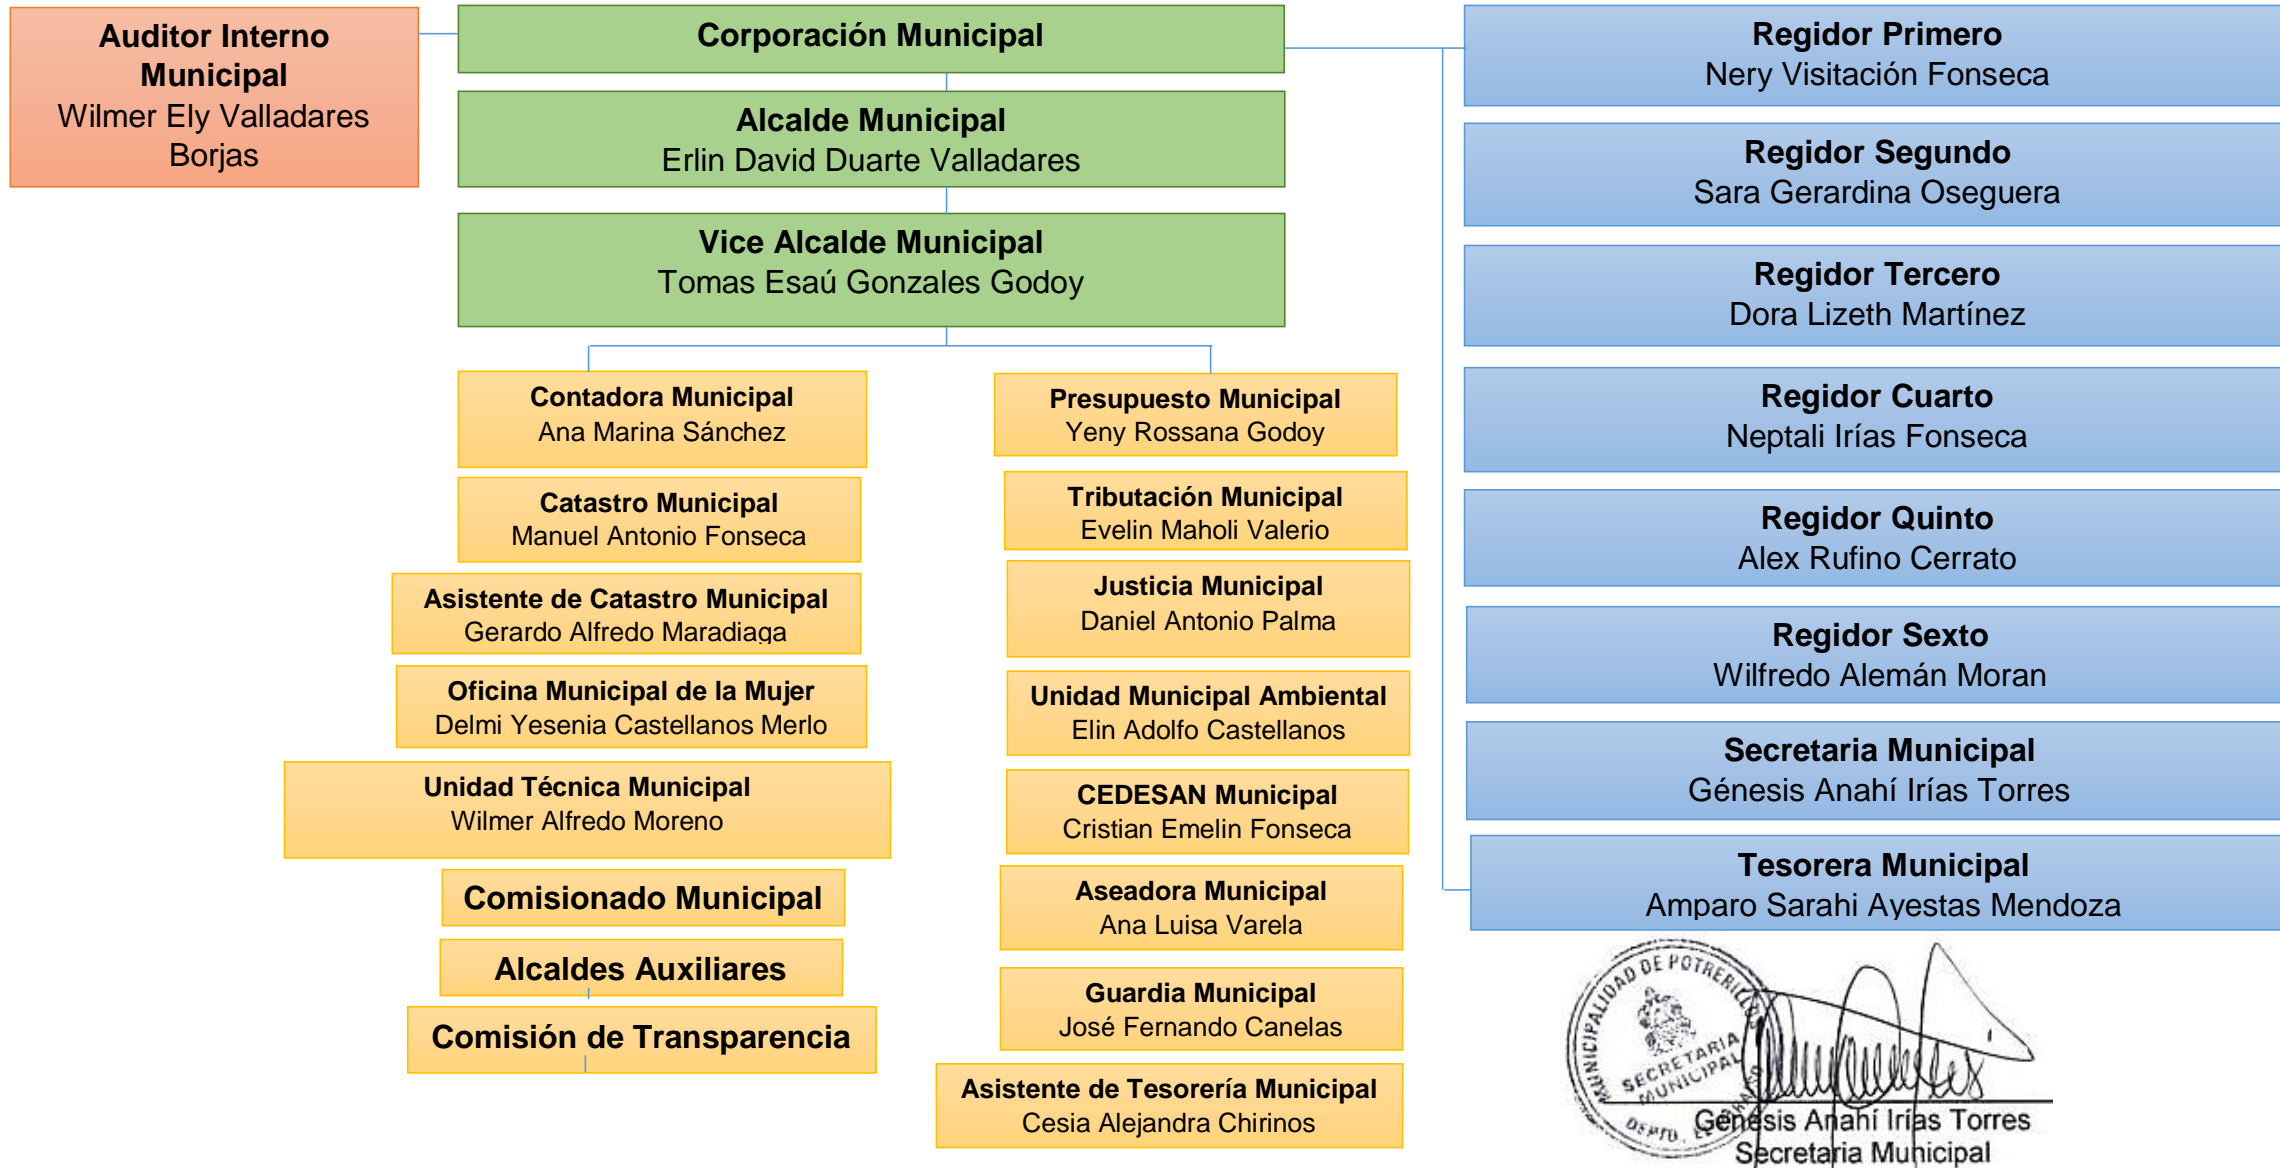 Auditor Interno
Municipal
Wilmer Ely Valladares
Borjas
Corporación Municipal
Alcalde Municipal
Erlin David Duarte Valladares
Vice Alcalde Municipal
Tomas Esaú Gonzales Godoy
Contadora Municipal
Ana Marina Sánchez
Catastro Municipal
Manuel Antonio Fonseca
Asistente de Catastro Municipal
Gerardo Alfredo Maradiaga
Oficina Municipal de la Mujer
Delmi Yesenia Castellanos Merlo
Unidad Técnica Municipal
Wilmer Alfredo Moreno
Comisionado Municipal
Alcaldes Auxiliares
Comisión de Transparencia
Presupuesto Municipal
Yeny Rossana Godoy
Tributación Municipal
Evelin Maholi Valerio
Justicia Municipal
Daniel Antonio Palma
Unidad Municipal Ambiental
Elin Adolfo Castellanos
CEDESAN Municipal
Cristian Emelin Fonseca
Aseadora Municipal
Ana Luisa Varela
Guardia Municipal
José Fernando Canelas
Asistente de Tesorería Municipal
Cesia Alejandra Chirinos
Regidor Primero
Nery Visitación Fonseca
Regidor Segundo
Sara Gerardina Oseguera
Regidor Tercero
Dora Lizeth Martínez
Regidor Cuarto
Neptali Irías Fonseca
Regidor Quinto
Alex Rufino Cerrato
Regidor Sexto
Wilfredo Alemán Moran
Secretaria Municipal
Génesis Anahí Irías Torres
Tesorera Municipal
Amparo Sarahi Ayestas Mendoza
MUNICIPALIDAD DE POTRERILLOS
SECRETARIA
MUNICIPAL
DEPTO. EL PARAISO
Génesis Anahí Irías Torres
Secretaria Municipal